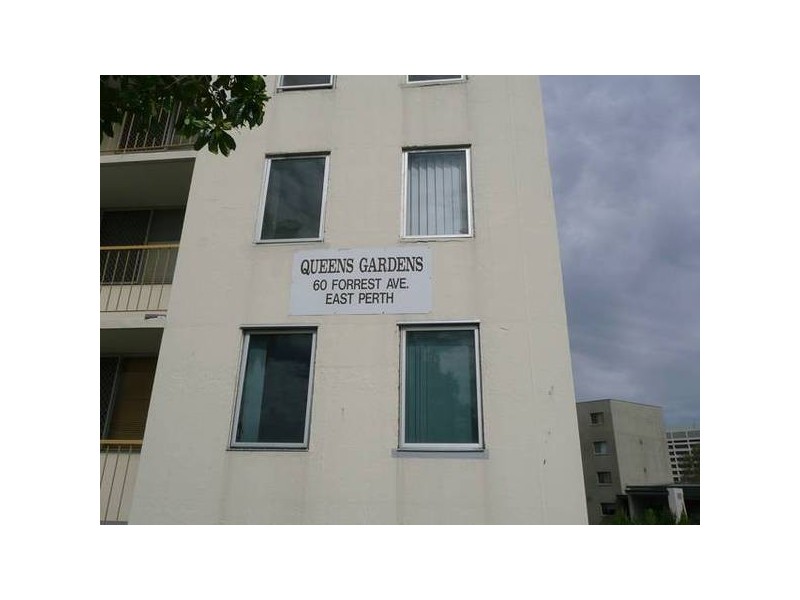 QUEENS GARDENS
60 FORREST AVE.
EAST PERTH